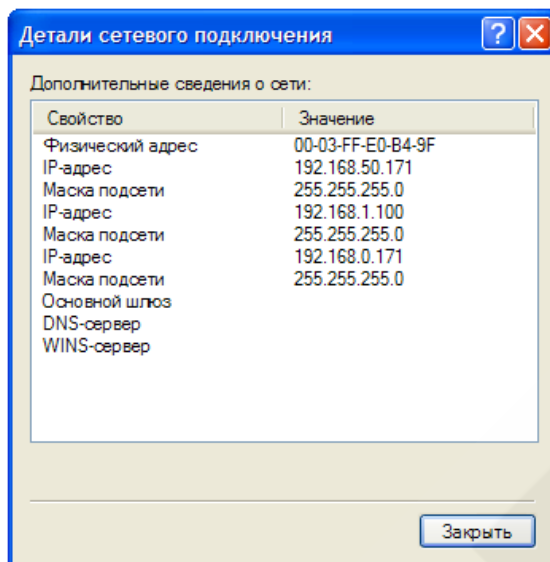 Детали сетевого подключения
Дополнительные сведения о сети:
Свойство Значение
Физический адрес 00-03-FF-E0-B4-9F
IP-адрес 192.168.50.171
Маска подсети 255.255.255.0
IP-адрес 192.168.1.100
Маска подсети 255.255.255.0
IP-адрес 192.168.0.171
Маска подсети 255.255.255.0
Основной шлюз
DNS-сервер
WINS-сервер
Закрыть